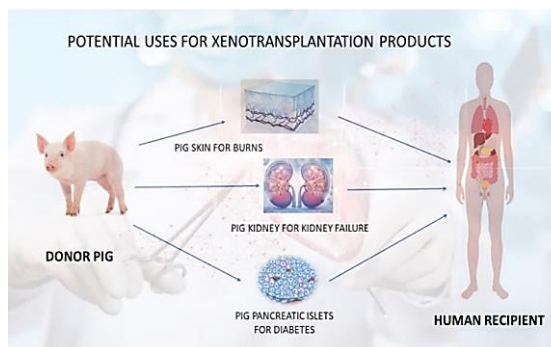 POTENTIAL USES FOR XENOTRANSPLANTATION PRODUCTS
PIG SKIN FOR BURNS
PIG KIDNEY FOR KIDNEY FAILURE
DONOR PIG
PIG PANCREATIC ISLETS
FOR DIABETES
HUMAN RECIPIENT